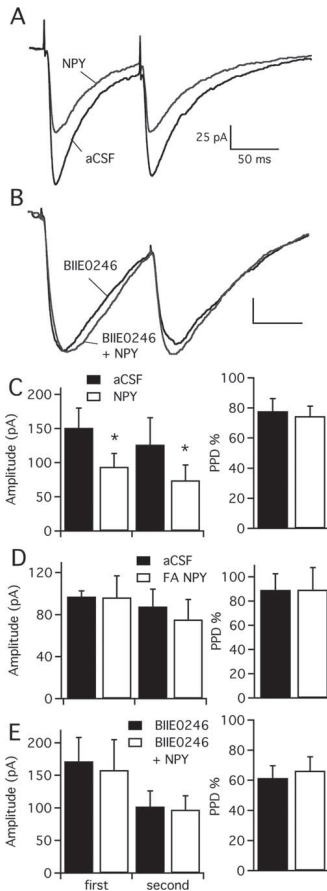 A
NPY
aCSF
25 pA
50 ms
B
BIIE0246
BIIE0246
+ NPY
C
aCSF
NPY
Amplitude (pA)
200
150
100
50
0
*
*
PPD %
100
80
60
40
20
0
D
aCSF
FA NPY
Amplitude (pA)
120
80
40
0
PPD %
100
80
60
40
20
0
E
BIIE0246
BIIE0246
+ NPY
Amplitude (pA)
200
150
100
50
0
first
second
PPD %
100
80
60
40
20
0